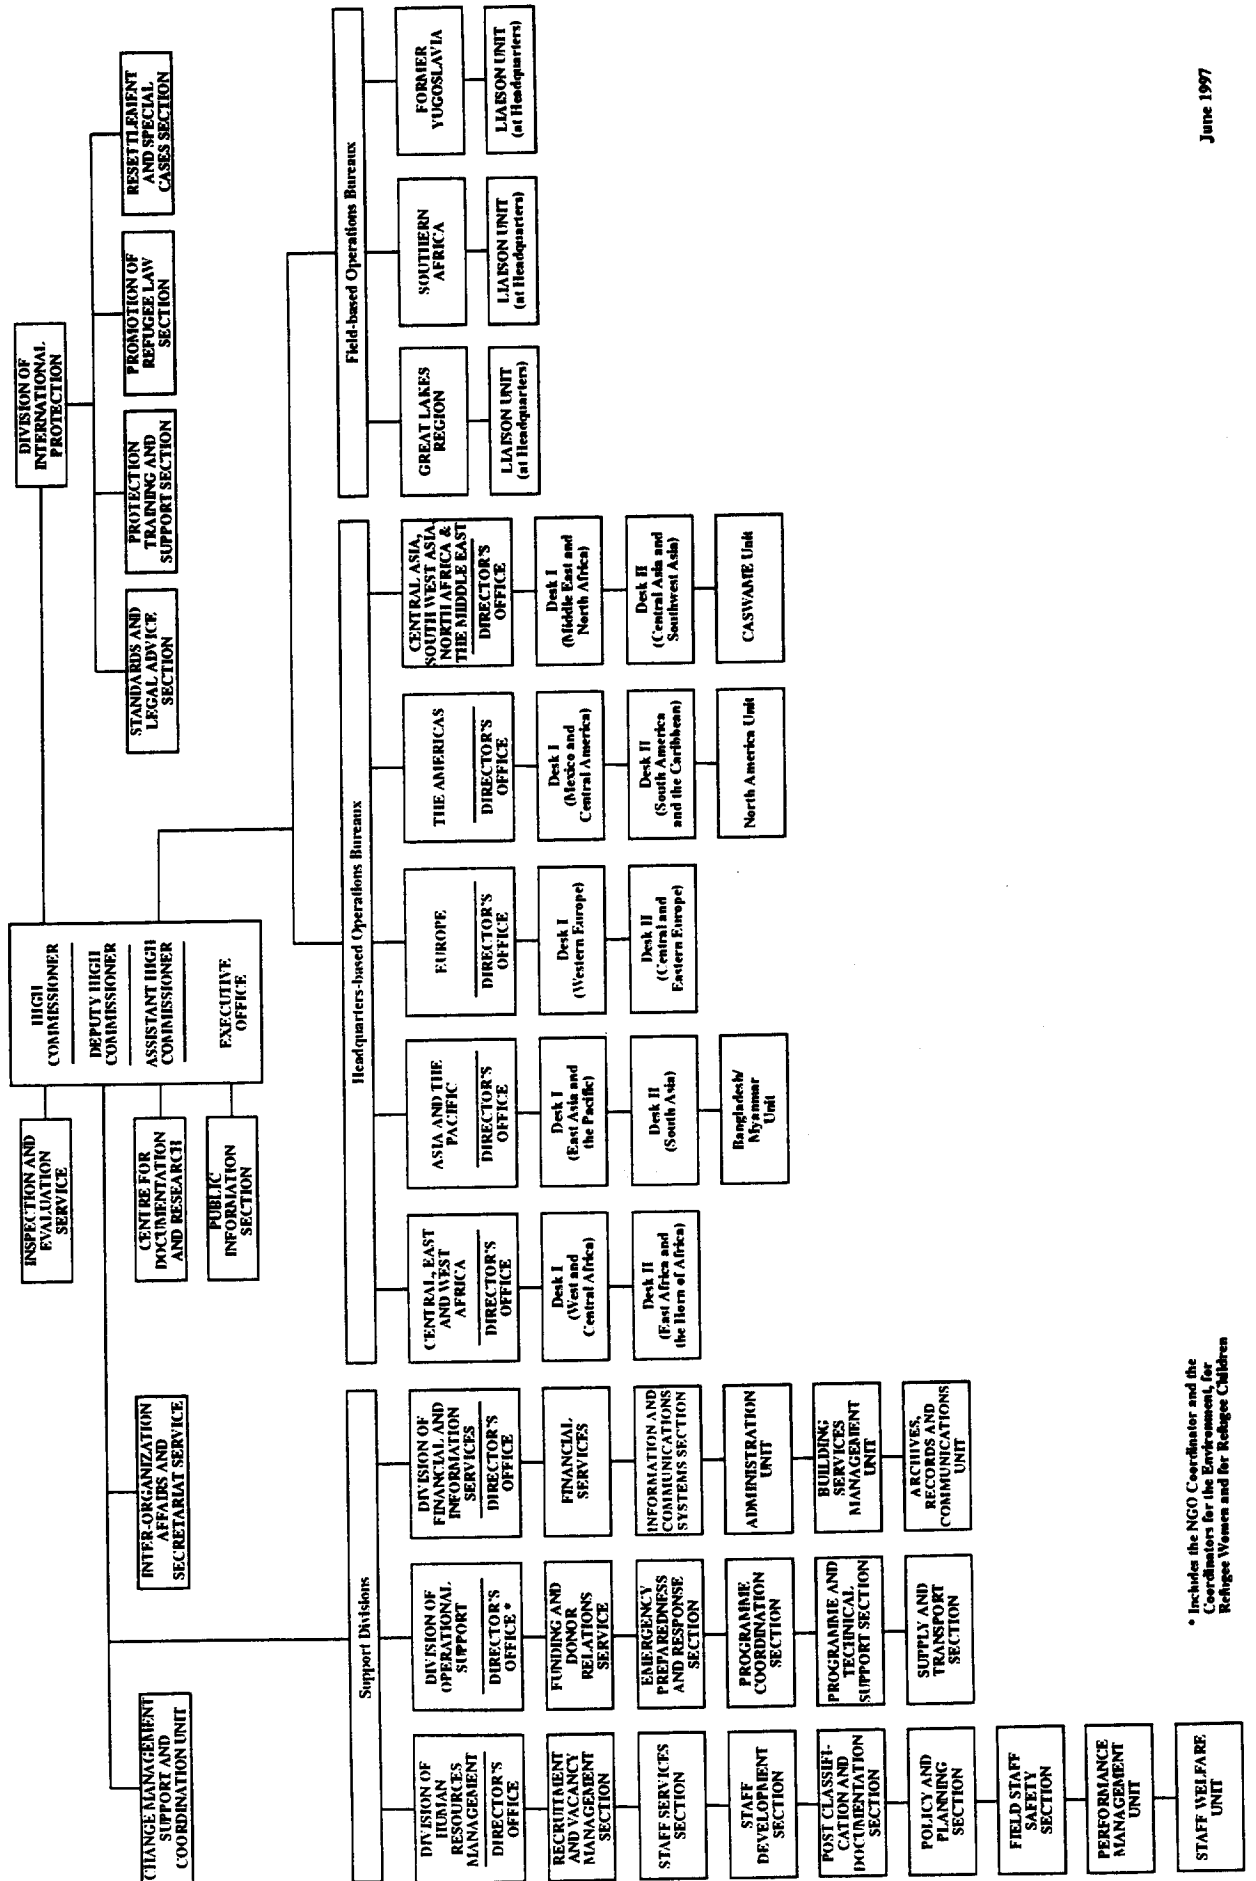 HIGH
COMMISSIONER
DEPUTY HIGH
COMMISSIONER
ASSISTANT HIGH
COMMISSIONER
EXECUTIVE
OFFICE
INSPECTION AND
EVALUATION
SERVICE
CENTRE FOR
DOCUMENTATION
AND RESEARCH
PUBLIC
INFORMATION
SECTION
DIVISION OF
INTERNATIONAL
PROTECTION
STANDARDS AND
LEGAL ADVICE
SECTION
PROTECTION
TRAINING AND
SUPPORT SECTION
PROMOTION OF
REFUGEE LAW
SECTION
RESETTLEMENT
AND SPECIAL
CASES SECTION
CHANGE MANAGEMENT
SUPPORT AND
COORDINATION UNIT
INTER-ORGANIZATION
AFFAIRS AND
SECRETARIAT SERVICE
Support Divisions
DIVISION OF
HUMAN
RESOURCES
MANAGEMENT
DIRECTOR'S
OFFICE
RECRUITMENT
AND VACANCY
MANAGEMENT
SECTION
STAFF SERVICES
SECTION
STAFF
DEVELOPMENT
SECTION
POST CLASSIFI-
CATION AND
DOCUMENTATION
SECTION
POLICY AND
PLANNING
SECTION
FIELD STAFF
SAFETY
SECTION
PERFORMANCE
MANAGEMENT
UNIT
STAFF WELFARE
UNIT
DIVISION OF
OPERATIONAL
SUPPORT
DIRECTOR'S
OFFICE *
FUNDING AND
DONOR
RELATIONS
SERVICE
EMERGENCY
PREPAREDNESS
AND RESPONSE
SECTION
PROGRAMME
COORDINATION
SECTION
PROGRAMME AND
TECHNICAL
SUPPORT SECTION
SUPPLY AND
TRANSPORT
SECTION
DIVISION OF
FINANCIAL AND
INFORMATION
SERVICES
DIRECTOR'S
OFFICE
FINANCIAL
SERVICES
INFORMATION AND
COMMUNICATIONS
SYSTEMS SECTION
ADMINISTRATION
UNIT
BUILDING
SERVICES
MANAGEMENT
UNIT
ARCHIVES,
RECORDS AND
COMMUNICATIONS
UNIT
Headquarters-based Operations Bureaux
CENTRAL, EAST
AND WEST
AFRICA
DIRECTOR'S
OFFICE
Desk I
(West and
Central Africa)
Desk II
(East Africa and
the Horn of Africa)
ASIA AND THE
PACIFIC
DIRECTOR'S
OFFICE
Desk I
(East Asia and
the Pacific)
Desk II
(South Asia)
Bangladesh/
Myanmar
Unit
EUROPE
DIRECTOR'S
OFFICE
Desk I
(Western Europe)
Desk II
(Central and
Eastern Europe)
THE AMERICAS
DIRECTOR'S
OFFICE
Desk I
(Mexico and
Central America)
Desk II
(South America
and the Caribbean)
North America Unit
CENTRAL ASIA,
SOUTH WEST ASIA,
NORTH AFRICA &
THE MIDDLE EAST
DIRECTOR'S
OFFICE
Desk I
(Middle East and
North Africa)
Desk II
(Central Asia and
Southwest Asia)
CASWAME Unit
Field-based Operations Bureaux
GREAT LAKES
REGION
LIAISON UNIT
(at Headquarters)
SOUTHERN
AFRICA
LIAISON UNIT
(at Headquarters)
FORMER
YUGOSLAVIA
LIAISON UNIT
(at Headquarters)
* Includes the NGO Coordinator and the
Coordinators for the Environment, for
Refugee Women and for Refugee Children
June 1997